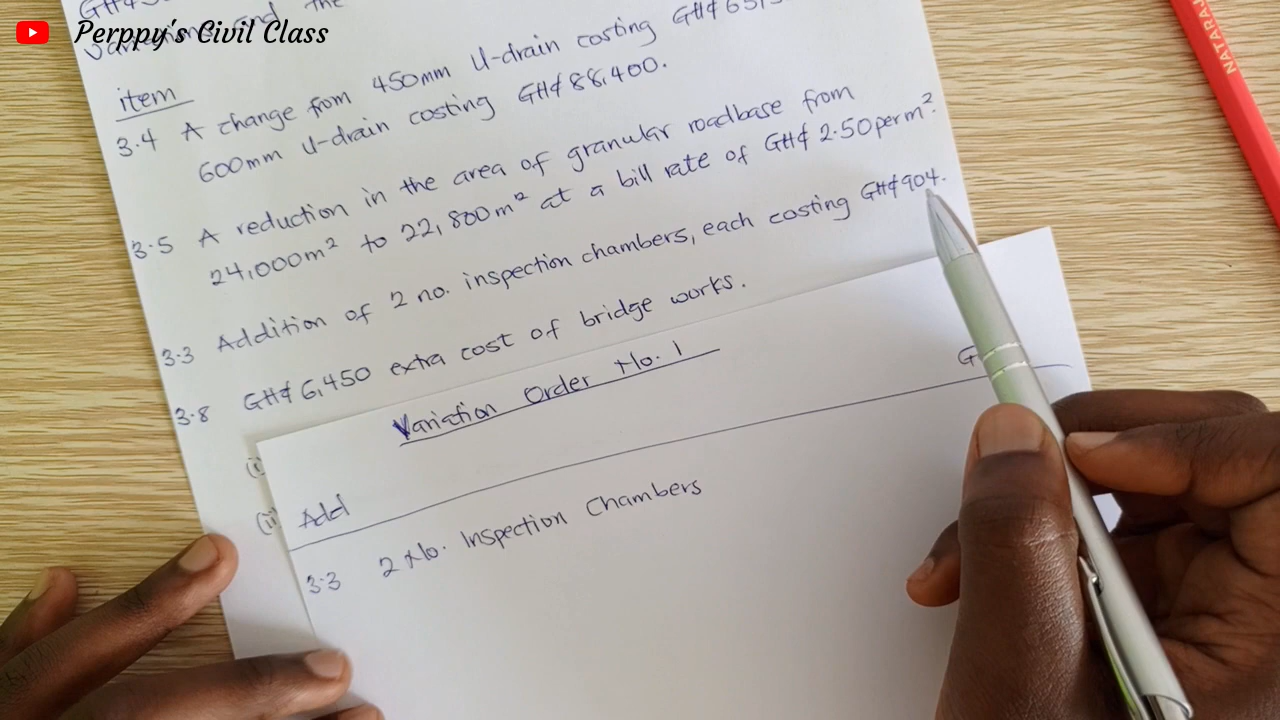 Perppy's Civil Class
and the
item
3.4 A change from 450mm U-drain costing
600mm U-drain costing GH¢88,400.
3.5 A reduction in the area of granular roadbase from
24,000m² to 22,800m² at a bill rate of GH¢2.50 per m².
3.3 Addition of 2 no. inspection chambers, each costing GH¢904.
3.8 GH¢6,450 extra cost of bridge works.
(i)
(ii)
Variation Order No. 1
G
Add
3.3 2 No. Inspection Chambers
NATARAJ